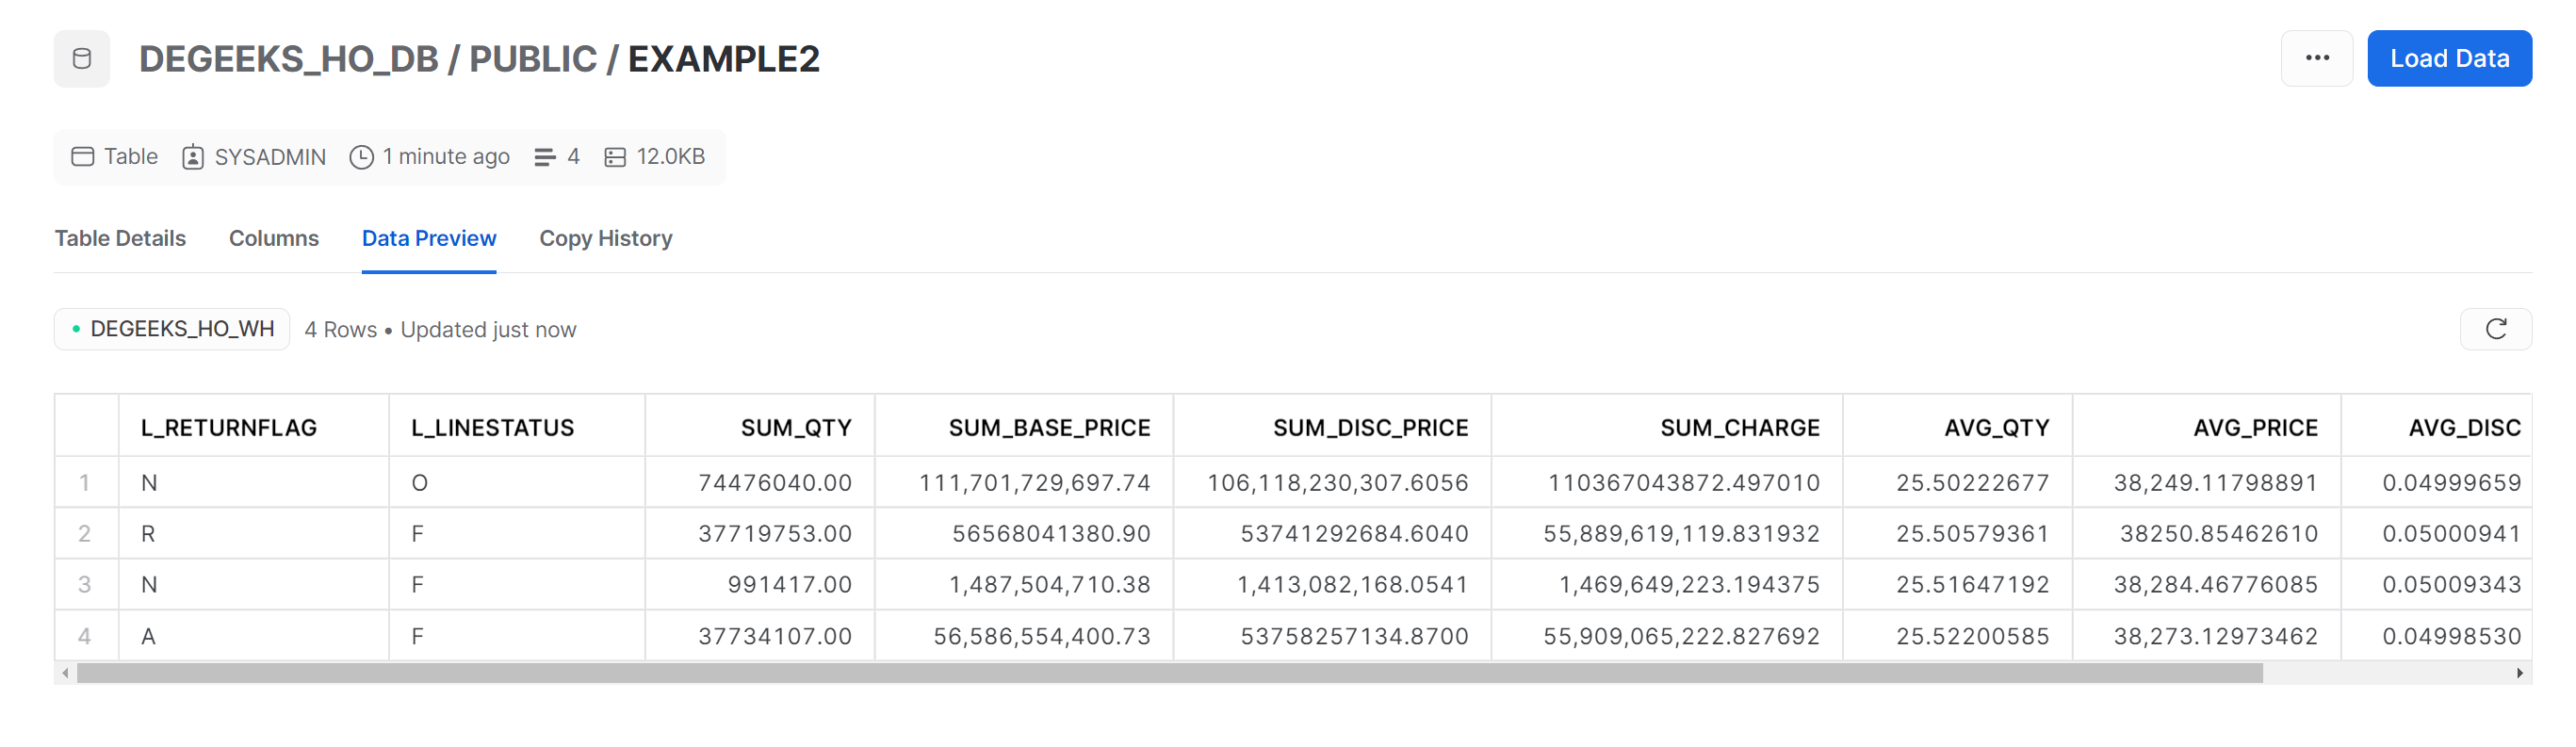 DEGEEKS_HO_DB / PUBLIC / EXAMPLE2
... Load Data
Table SYSADMIN 1 minute ago 4 12.0KB
Table Details Columns Data Preview Copy History
DEGEEKS_HO_WH 4 Rows • Updated just now
L_RETURNFLAG L_LINESTATUS SUM_QTY SUM_BASE_PRICE SUM_DISC_PRICE SUM_CHARGE AVG_QTY AVG_PRICE AVG_DISC
1 N O 74476040.00 111,701,729,697.74 106,118,230,307.6056 110367043872.497010 25.50222677 38,249.11798891 0.04999659
2 R F 37719753.00 56568041380.90 53741292684.6040 55,889,619,119.831932 25.50579361 38250.85462610 0.05000941
3 N F 991417.00 1,487,504,710.38 1,413,082,168.0541 1,469,649,223.194375 25.51647192 38,284.46776085 0.05009343
4 A F 37734107.00 56,586,554,400.73 53758257134.8700 55,909,065,222.827692 25.52200585 38,273.12973462 0.04998530